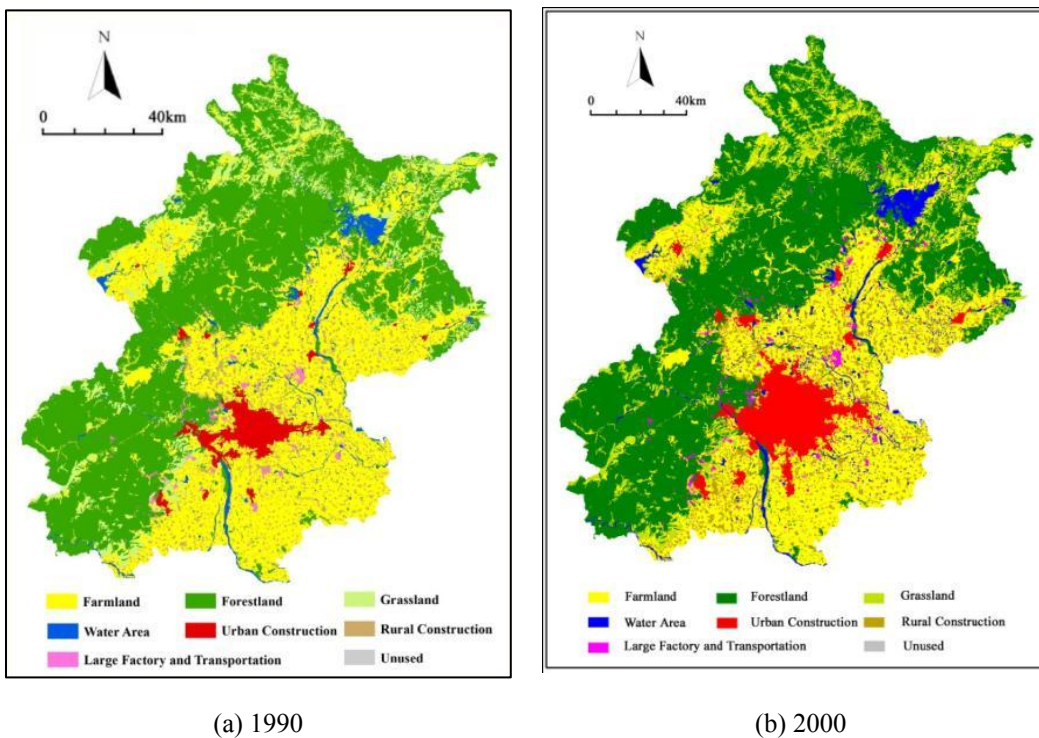 N
0 40km
Farmland Forestland Grassland
Water Area Urban Construction Rural Construction
Large Factory and Transportation Unused
(a) 1990
N
0 40km
Farmland Forestland Grassland
Water Area Urban Construction Rural Construction
Large Factory and Transportation Unused
(b) 2000